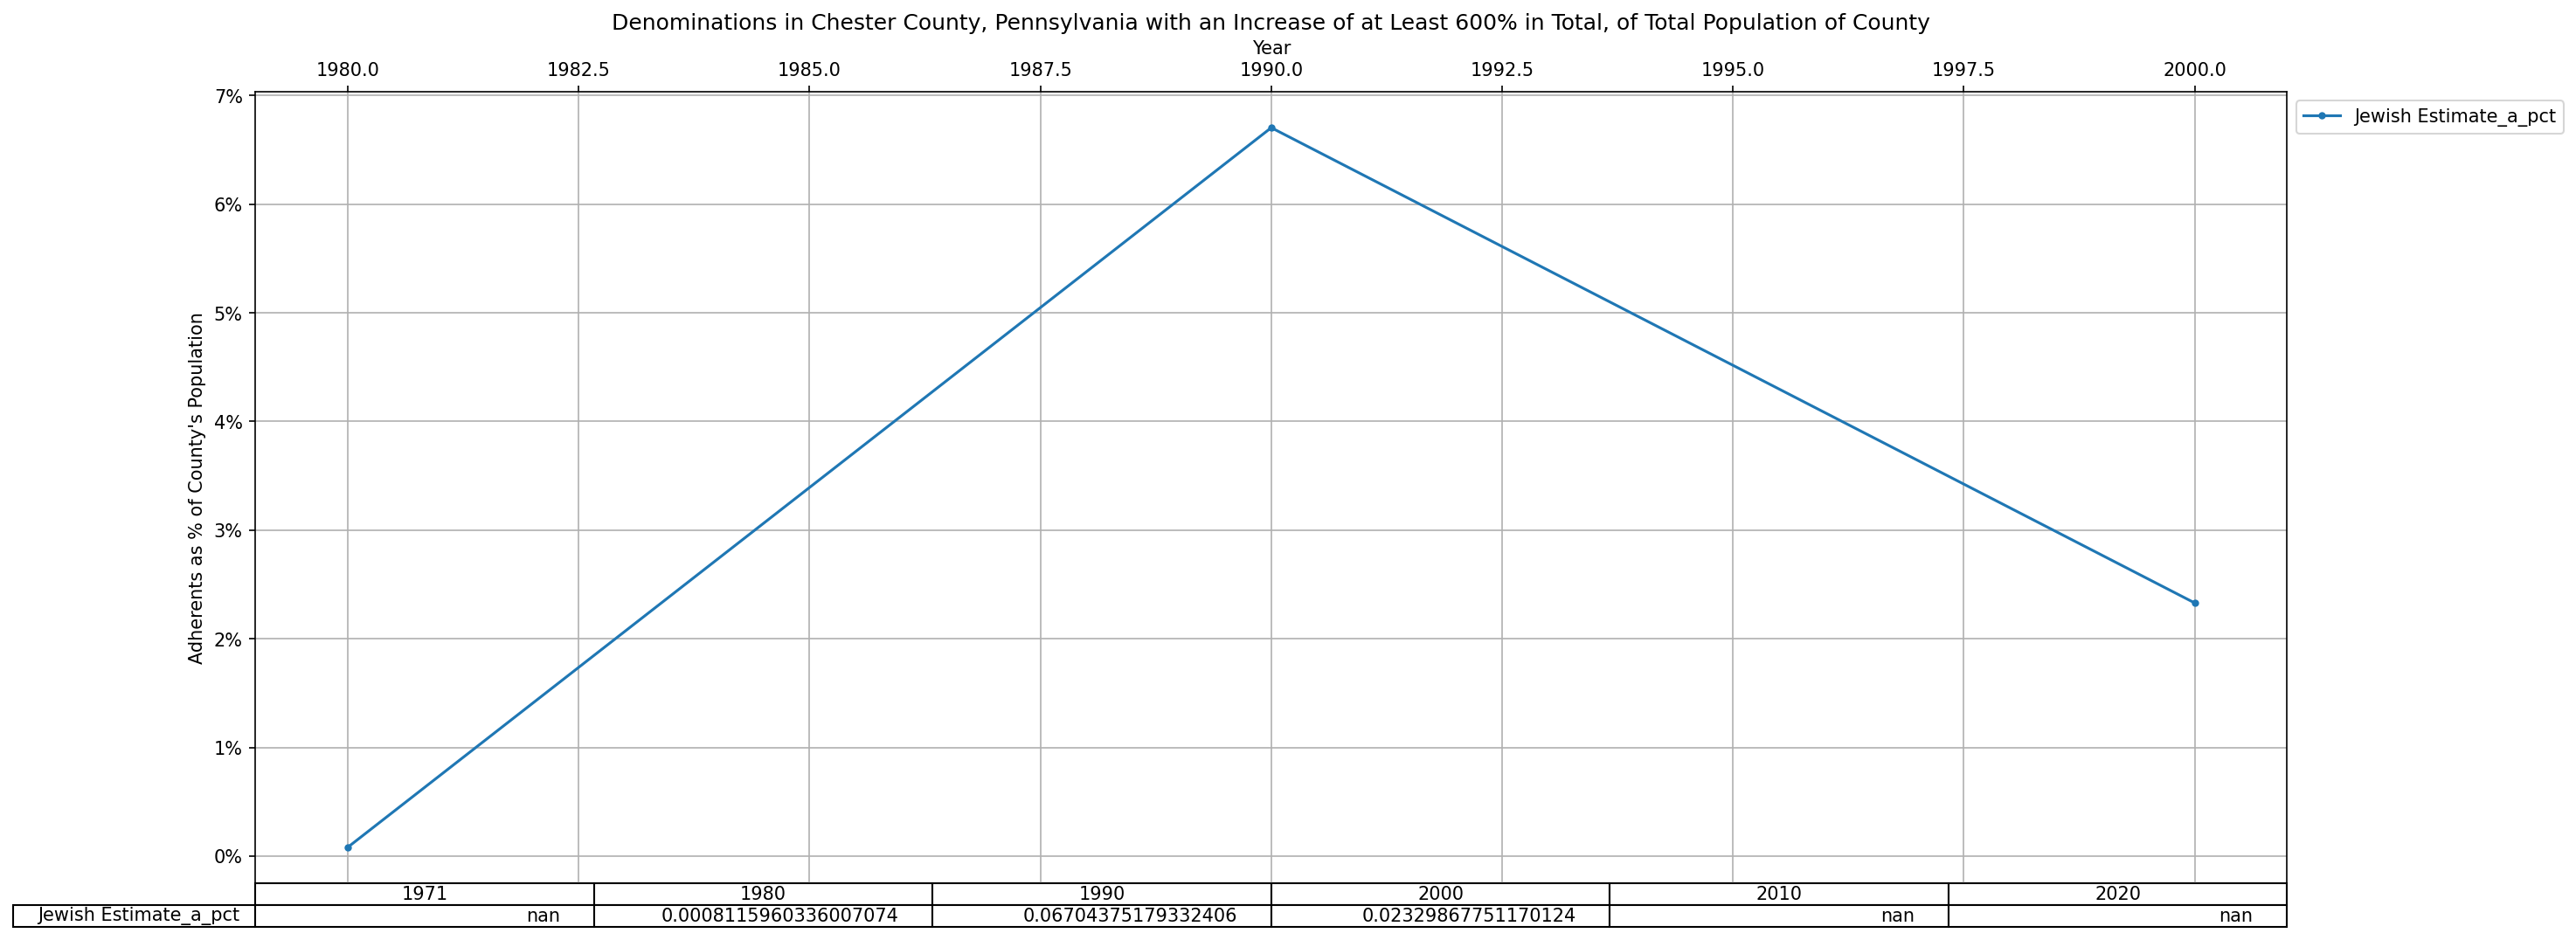 Denominations in Chester County, Pennsylvania with an Increase of at Least 600% in Total, of Total Population of County
Year
1980.0 1982.5 1985.0 1987.5 1990.0 1992.5 1995.0 1997.5 2000.0
Jewish Estimate_a_pct
Adherents as % of County's Population
7%
6%
5%
4%
3%
2%
1%
0%
1971 1980 1990 2000 2010 2020
Jewish Estimate_a_pct nan 0.0008115960336007074 0.06704375179332406 0.02329867751170124 nan nan